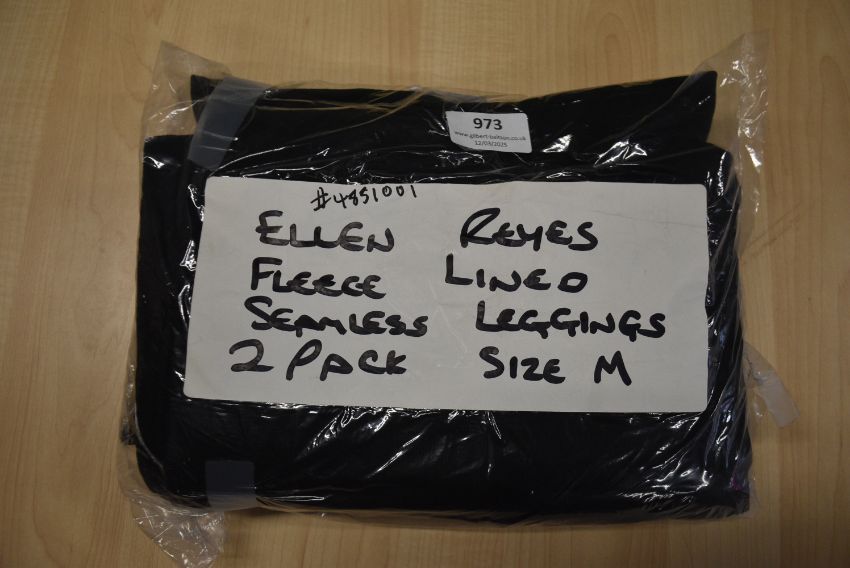 973
www.gilbert-baitson.co.uk
12/03/2025
#4851001
ELLEN REYES
FLEECE LINED
SEAMLESS LEGGINGS
2 PACK SIZE M